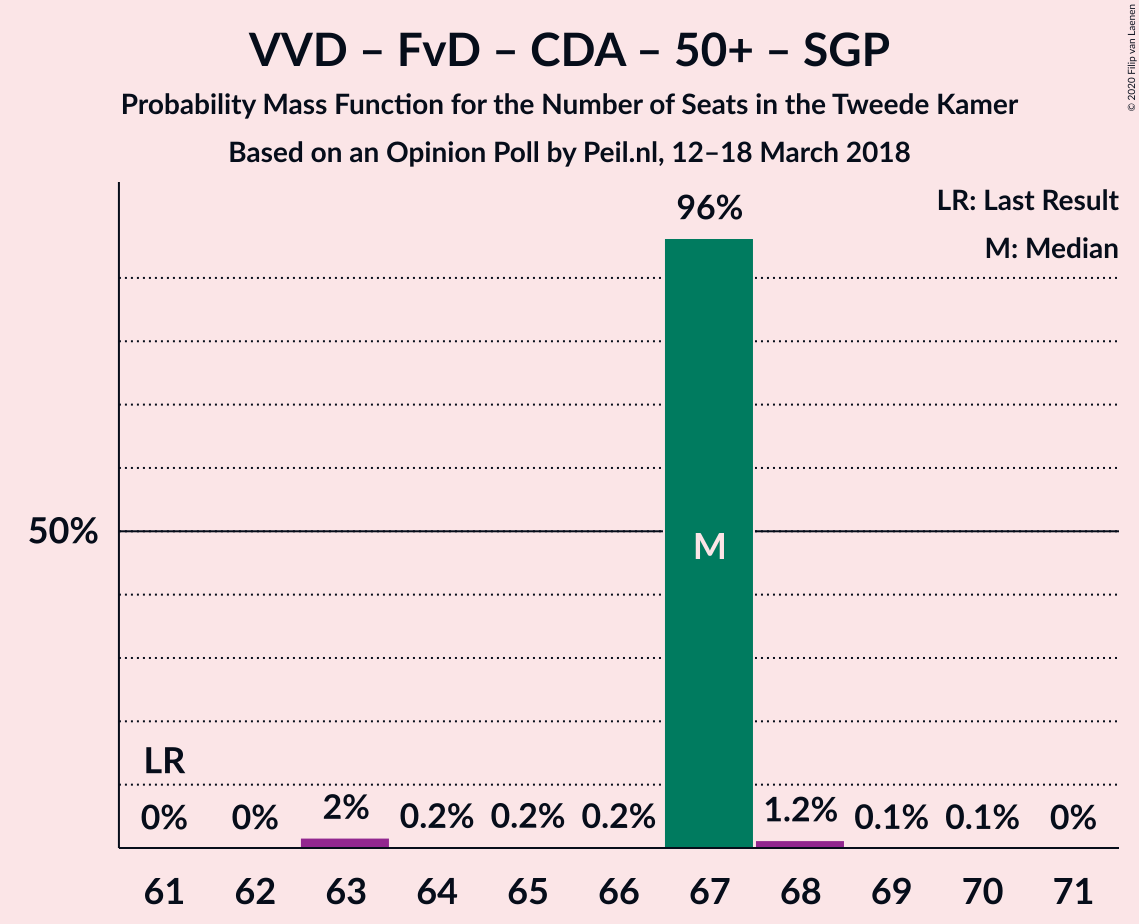 VVD – FvD – CDA – 50+ – SGP
Probability Mass Function for the Number of Seats in the Tweede Kamer
Based on an Opinion Poll by Peil.nl, 12–18 March 2018
© 2020 Filip van Laenen
LR: Last Result
M: Median
96%
50%
M
LR
0% 0% 2% 0.2% 0.2% 0.2% 1.2% 0.1% 0.1% 0%
61 62 63 64 65 66 67 68 69 70 71